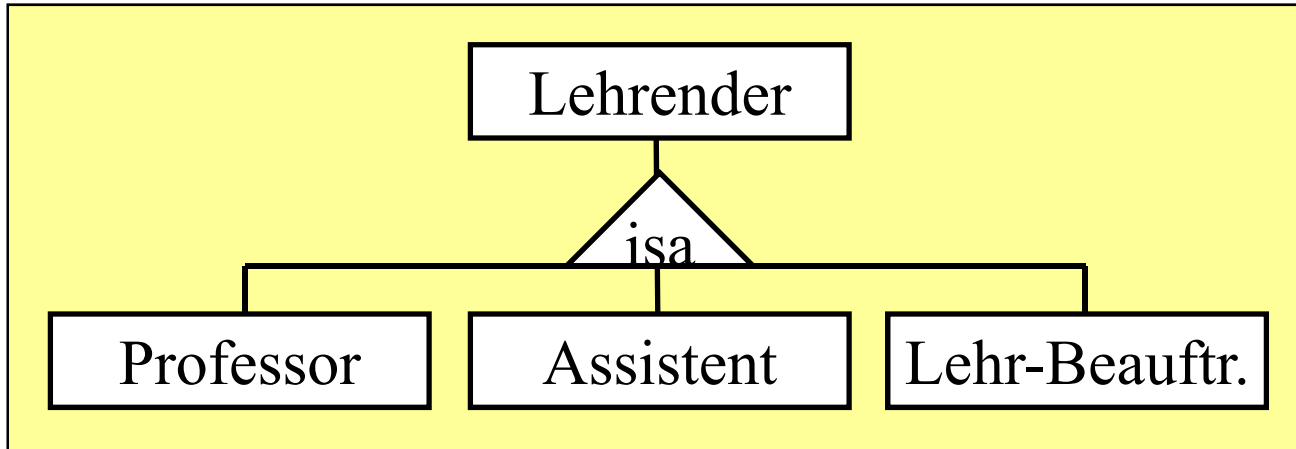 Lehrender
isa
Professor
Assistent
Lehr-Beauftr.